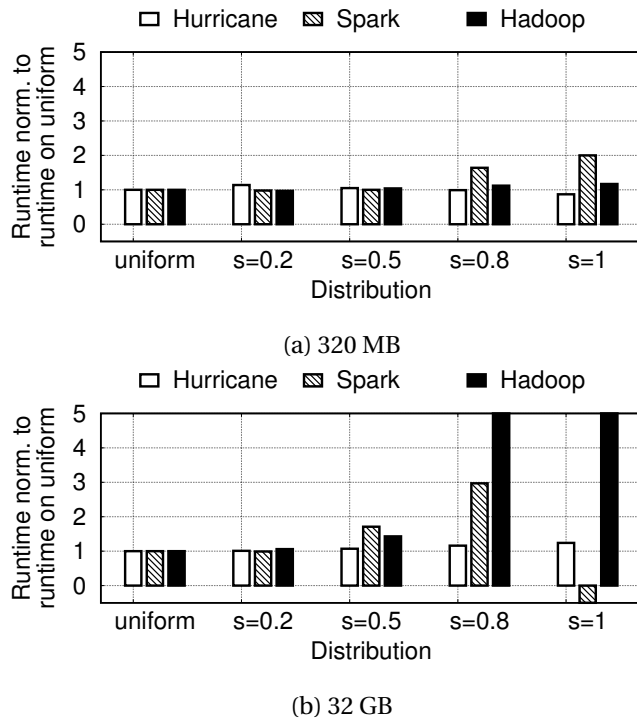 Hurricane Spark Hadoop
Runtime norm. to
runtime on uniform
5
4
3
2
1
0
uniform s=0.2 s=0.5 s=0.8 s=1
Distribution
(a) 320 MB
Hurricane Spark Hadoop
Runtime norm. to
runtime on uniform
5
4
3
2
1
0
uniform s=0.2 s=0.5 s=0.8 s=1
Distribution
(b) 32 GB